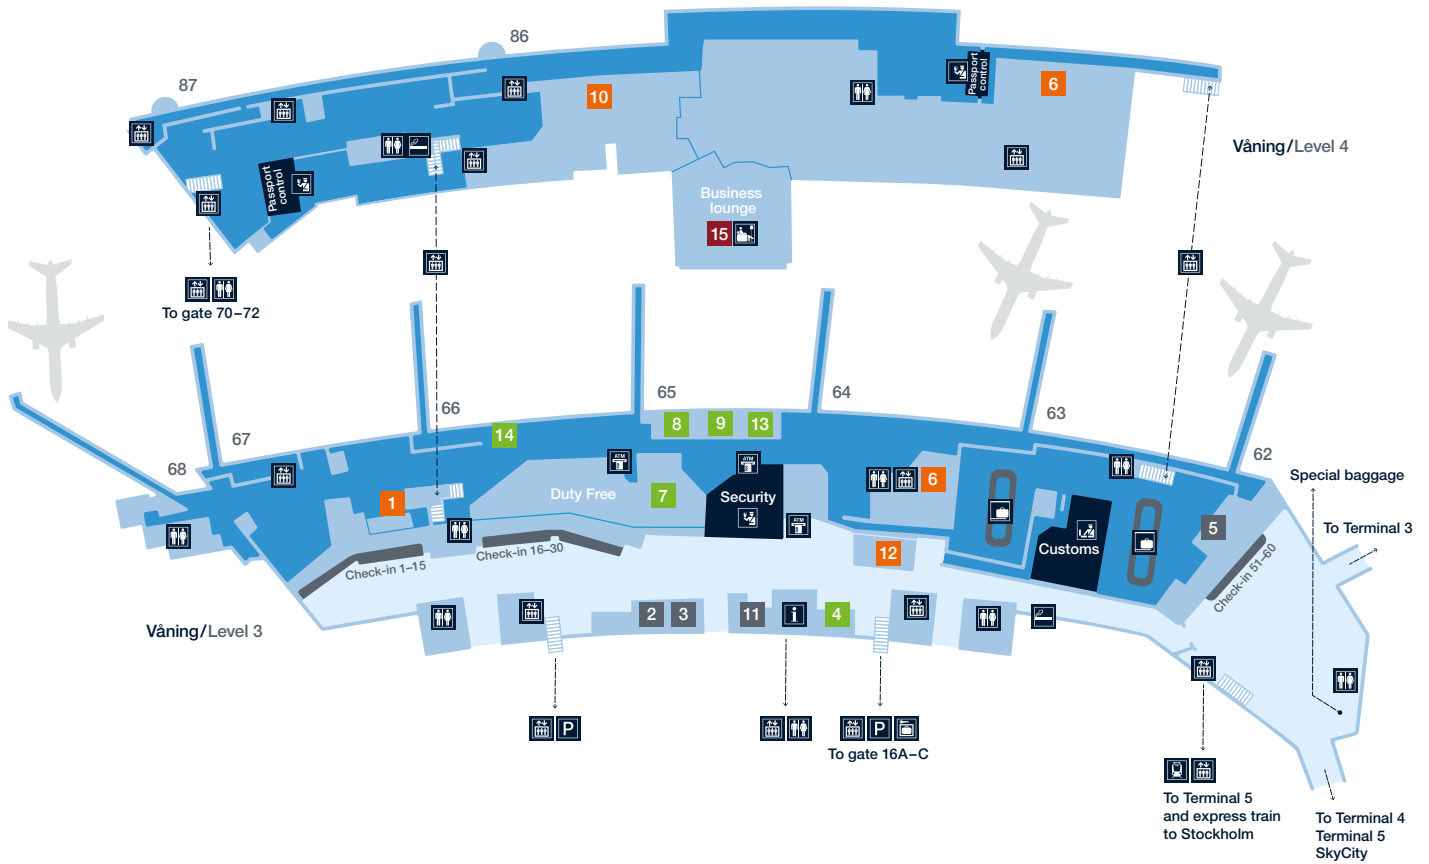 86
87
10
6
Passport
control
Våning/Level 4
Passport
control
Business
lounge
15
To gate 70–72
65
64
66
63
67
62
68
8
9
13
14
ATM
ATM
Special baggage
1
Duty Free
7
Security
6
5
ATM
To Terminal 3
Customs
Check-in 16–30
12
Check-in 1–15
Check-in 51–60
2
3
11
i
4
Våning/Level 3
P
P
To gate 16A–C
To Terminal 5
and express train
to Stockholm
To Terminal 4
Terminal 5
SkyCity